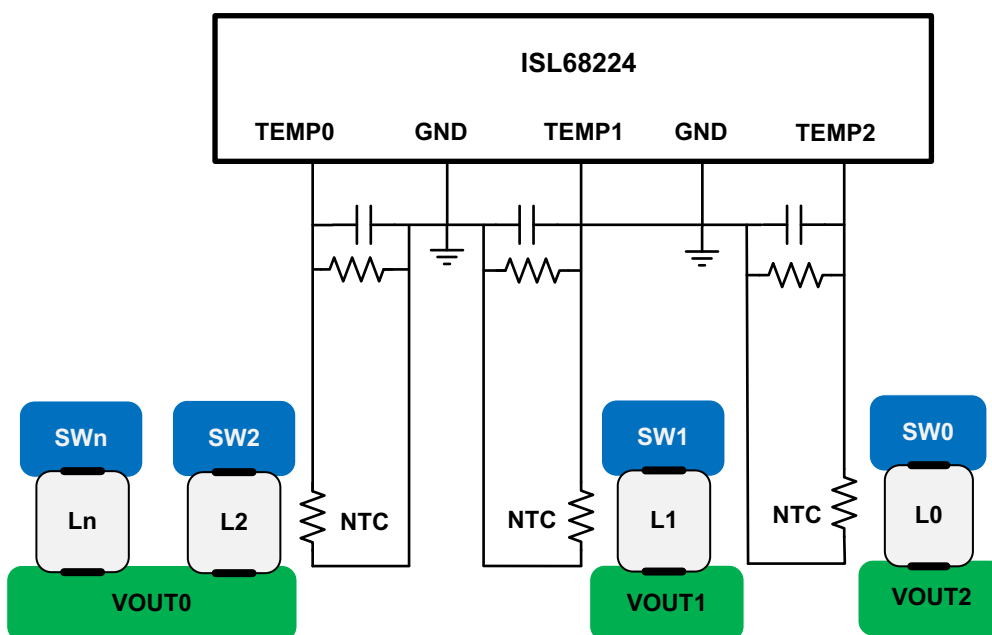 ISL68224
TEMP0 GND TEMP1 GND TEMP2
SWn SW2 SW1 SW0
Ln L2 NTC NTC L1 NTC L0
VOUT0 VOUT1 VOUT2